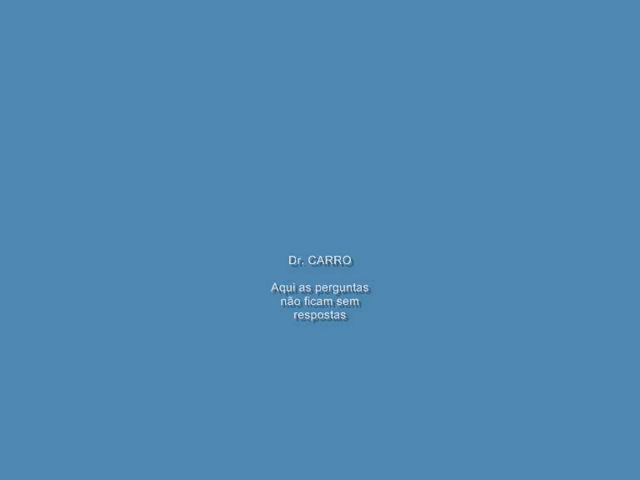 Dr. CARRO
Aqui as perguntas
não ficam sem
respostas